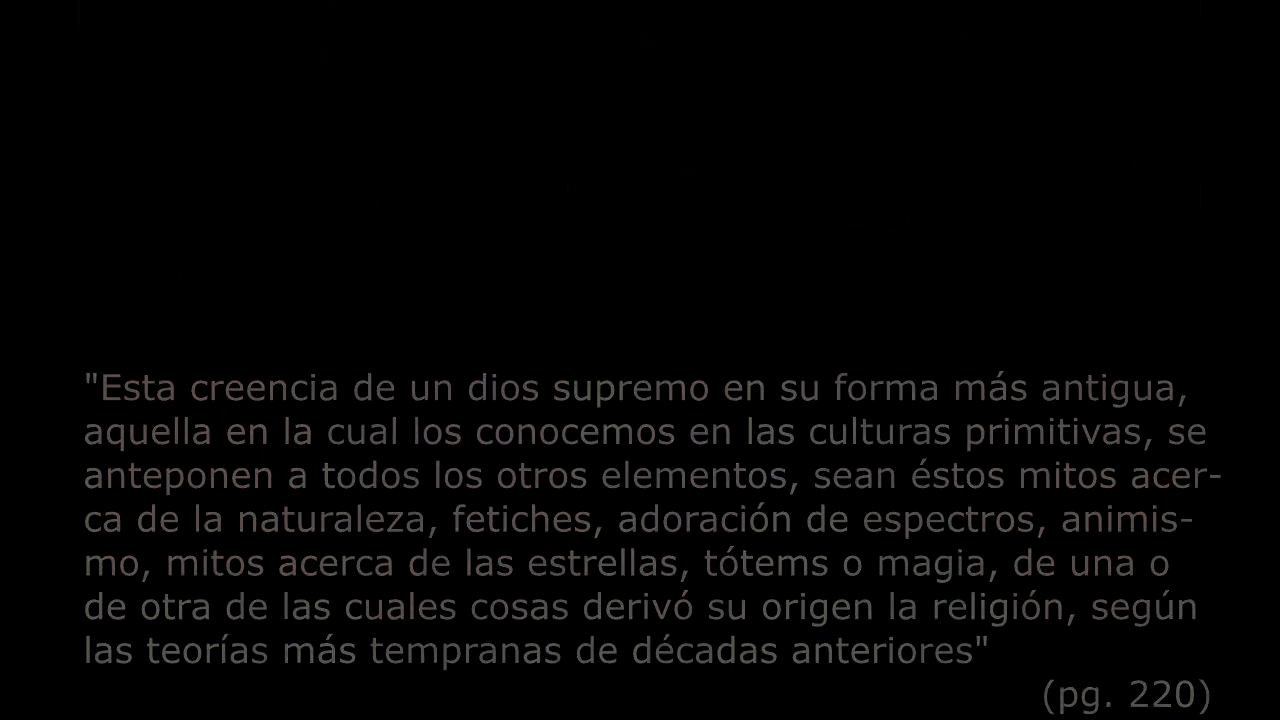 "Esta creencia de un dios supremo en su forma más antigua,
aquella en la cual los conocemos en las culturas primitivas, se
anteponen a todos los otros elementos, sean éstos mitos acer-
ca de la naturaleza, fetiches, adoración de espectros, animis-
mo, mitos acerca de las estrellas, tótems o magia, de una o
de otra de las cuales cosas derivó su origen la religión, según
las teorías más tempranas de décadas anteriores"
(pg. 220)